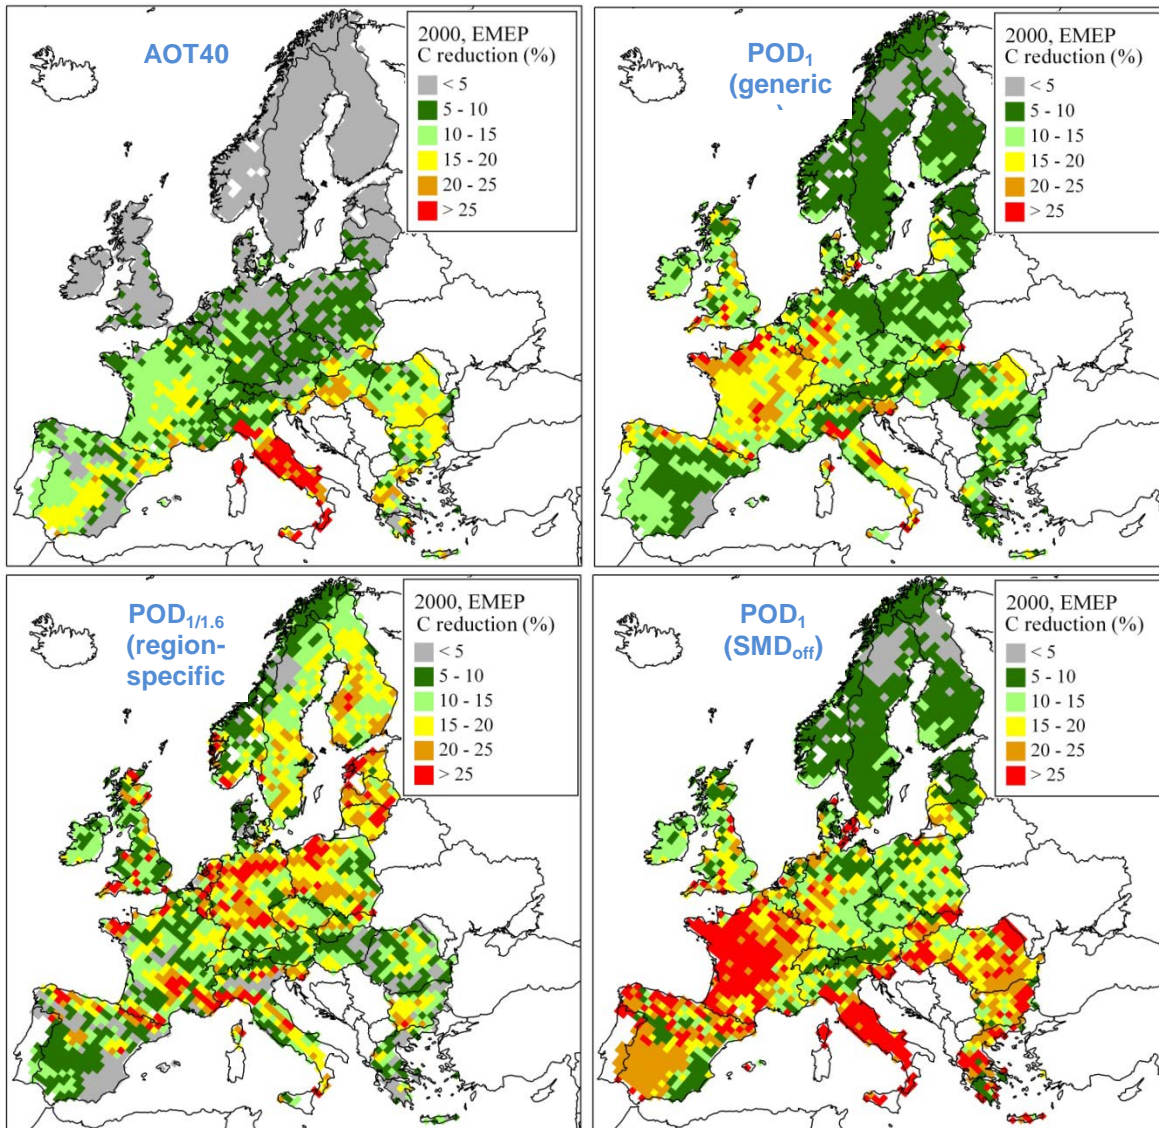 AOT40
2000, EMEP
C reduction (%)
< 5
5 - 10
10 - 15
15 - 20
20 - 25
> 25
POD₁
(generic
)
2000, EMEP
C reduction (%)
< 5
5 - 10
10 - 15
15 - 20
20 - 25
> 25
POD₁/₁.₆
(region-
specific
2000, EMEP
C reduction (%)
< 5
5 - 10
10 - 15
15 - 20
20 - 25
> 25
POD₁
(SMDoff)
2000, EMEP
C reduction (%)
< 5
5 - 10
10 - 15
15 - 20
20 - 25
> 25